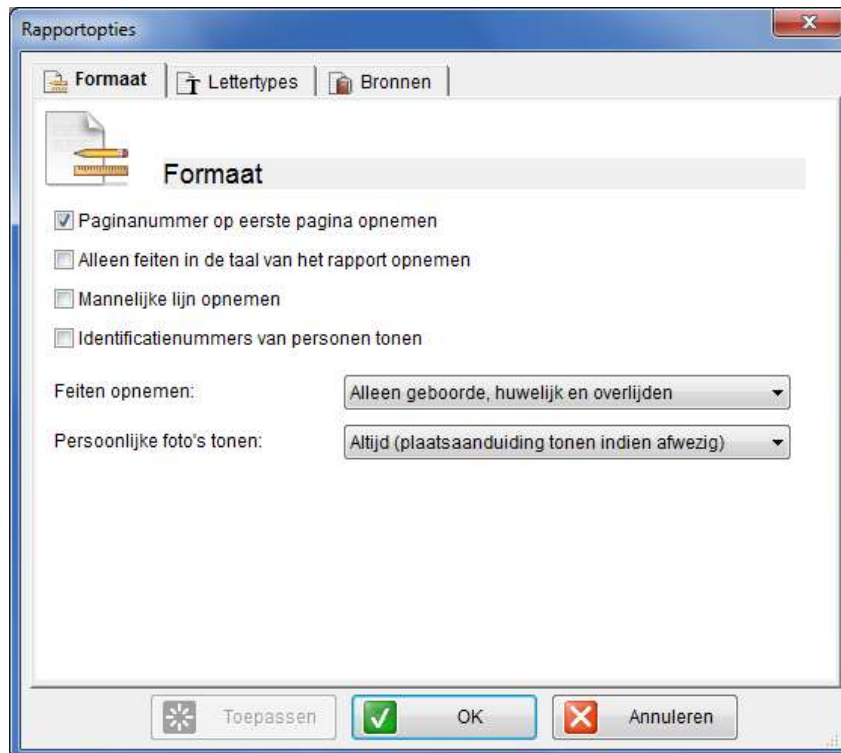 Rapportopties
Formaat
Lettertypes
Bronnen
Formaat
Paginanummer op eerste pagina opnemen
Alleen feiten in de taal van het rapport opnemen
Mannelijke lijn opnemen
Identificatienummers van personen tonen
Feiten opnemen: Alleen geboorde, huwelijk en overlijden
Persoonlijke foto's tonen: Altijd (plaatsaanduiding tonen indien afwezig)
Toepassen
OK
Annuleren